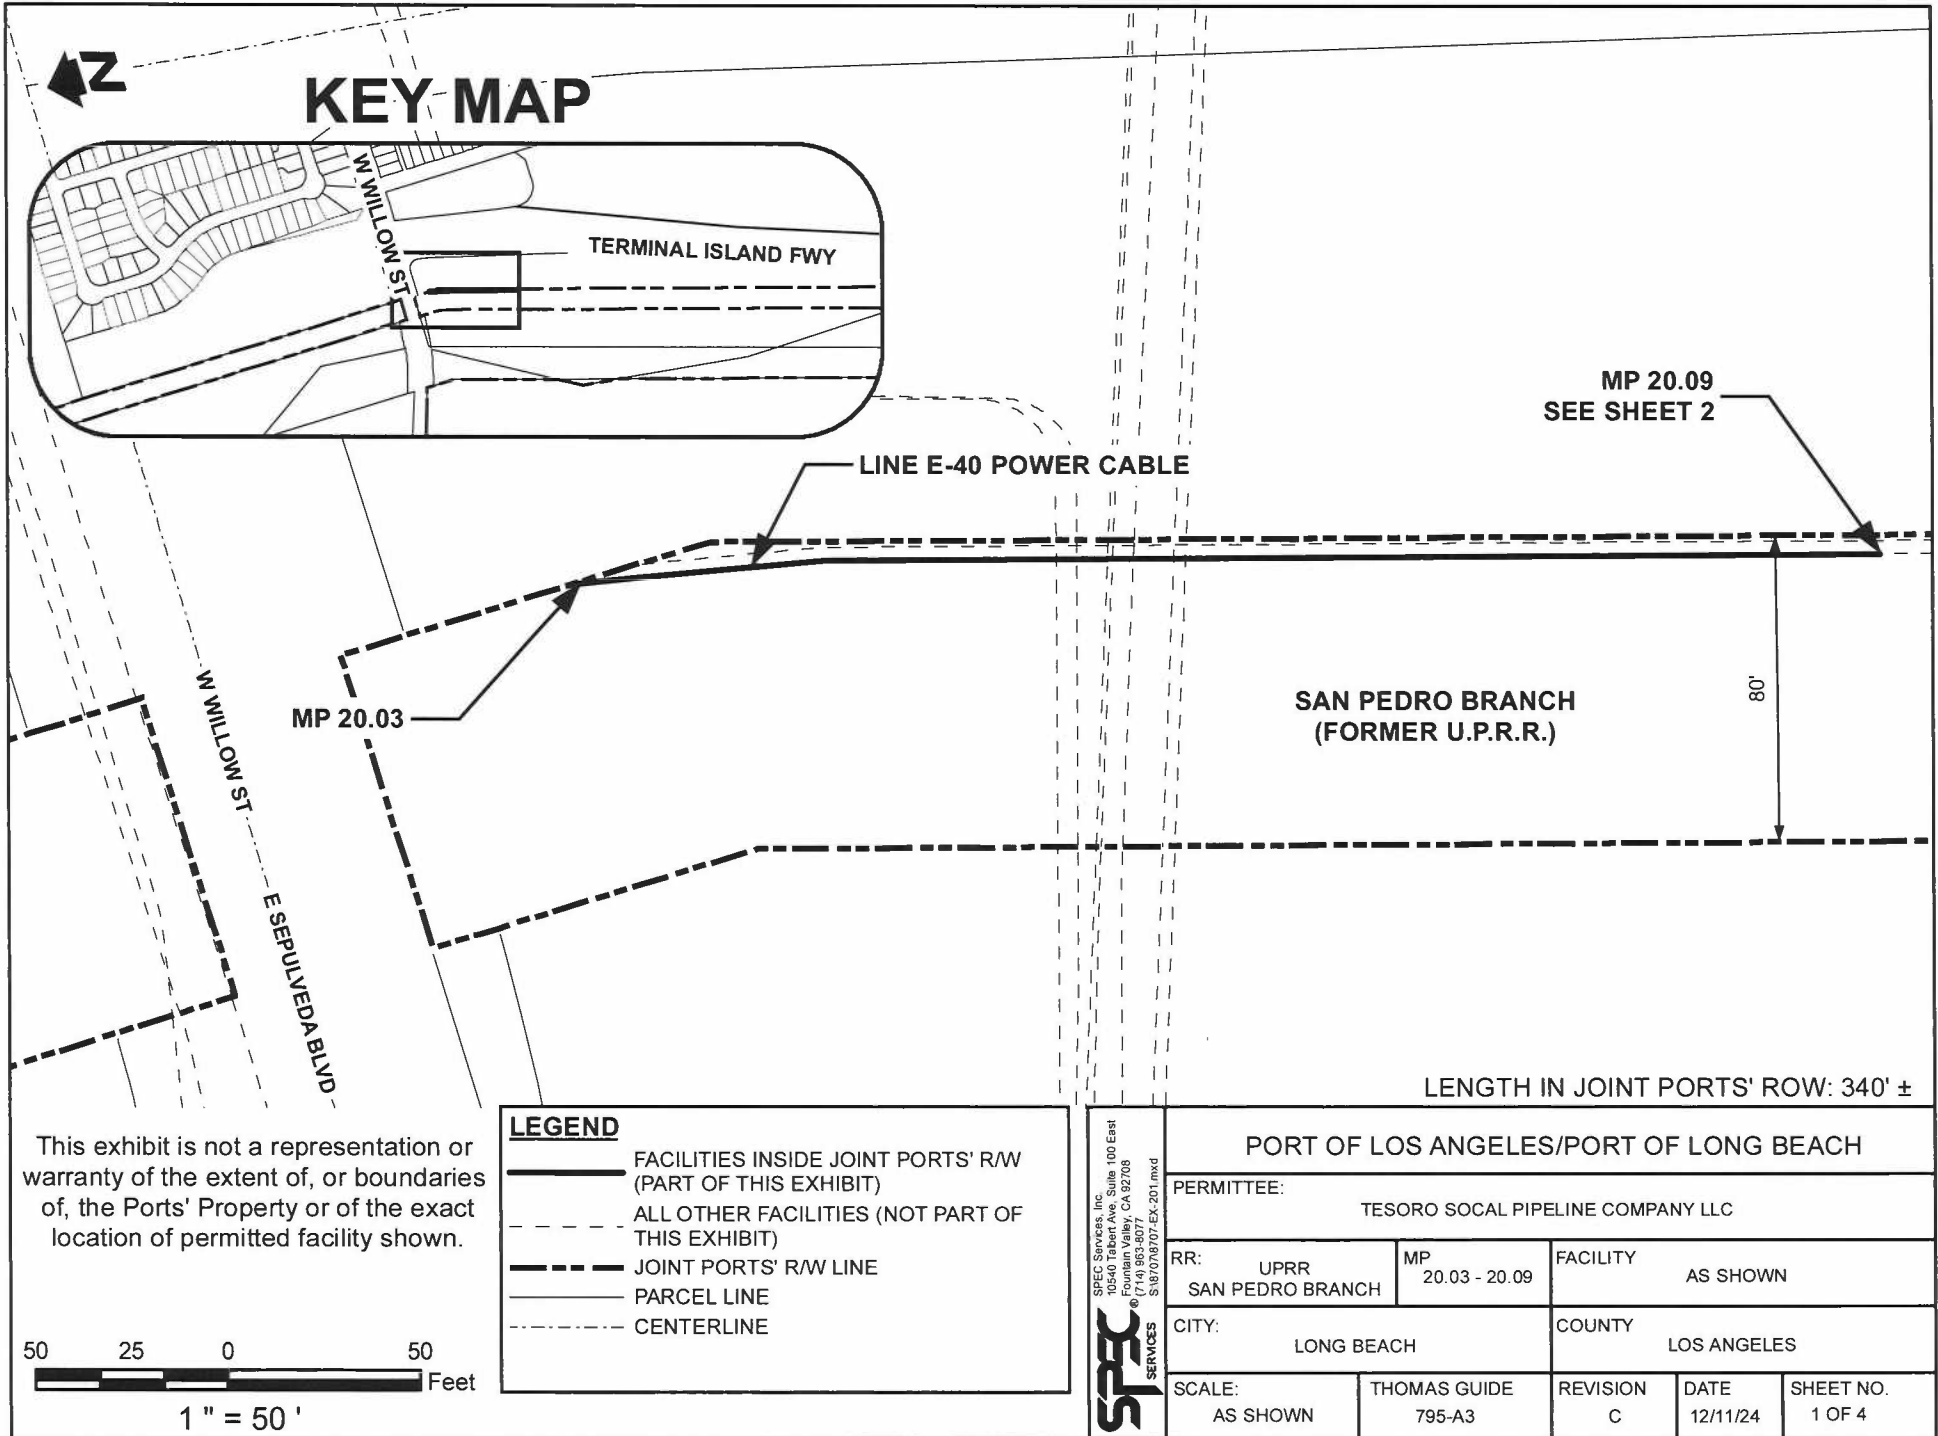 N
KEY MAP
W WILLOW ST
TERMINAL ISLAND FWY
MP 20.09
SEE SHEET 2
LINE E-40 POWER CABLE
MP 20.03
W WILLOW ST
E SEPULVEDA BLVD
SAN PEDRO BRANCH
(FORMER U.P.R.R.)
80'
LENGTH IN JOINT PORTS' ROW: 340' ±
This exhibit is not a representation or
warranty of the extent of, or boundaries
of, the Ports' Property or of the exact
location of permitted facility shown.
50 25 0 50
Feet
1 " = 50 '
LEGEND
FACILITIES INSIDE JOINT PORTS' R/W
(PART OF THIS EXHIBIT)
ALL OTHER FACILITIES (NOT PART OF
THIS EXHIBIT)
JOINT PORTS' R/W LINE
PARCEL LINE
CENTERLINE
SPEC Services, Inc.
10540 Talbert Ave, Suite 100 East
Fountain Valley, CA 92708
(714) 963-8077
S:\8707\8707-EX-201.mxd
SPEC®
SERVICES
PORT OF LOS ANGELES/PORT OF LONG BEACH
PERMITTEE:
TESORO SOCAL PIPELINE COMPANY LLC
RR:
UPRR
SAN PEDRO BRANCH
MP
20.03 - 20.09
FACILITY
AS SHOWN
CITY:
LONG BEACH
COUNTY
LOS ANGELES
SCALE:
AS SHOWN
THOMAS GUIDE
795-A3
REVISION
C
DATE
12/11/24
SHEET NO.
1 OF 4